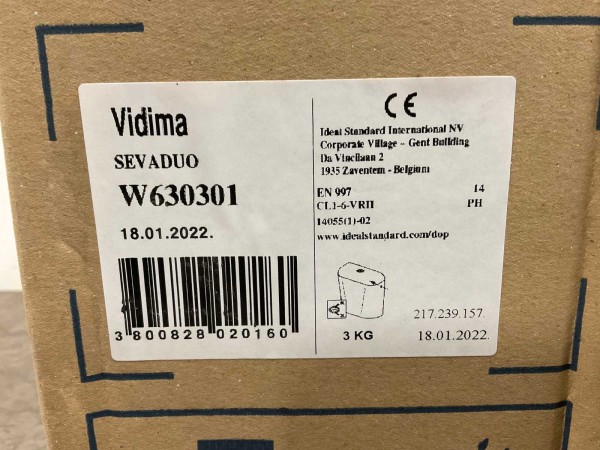 Vidima
SEVADUO
W630301
18.01.2022.
3 800828 020160
CE
Ideal Standard International NV
Corporate Village – Gent Building
Da Vincilaan 2
1935 Zaventem - Belgium
EN 997 14
CL1-6-VRII PH
14055(1)-02
www.idealstandard.com/dop
217.239.157.
3 KG 18.01.2022.